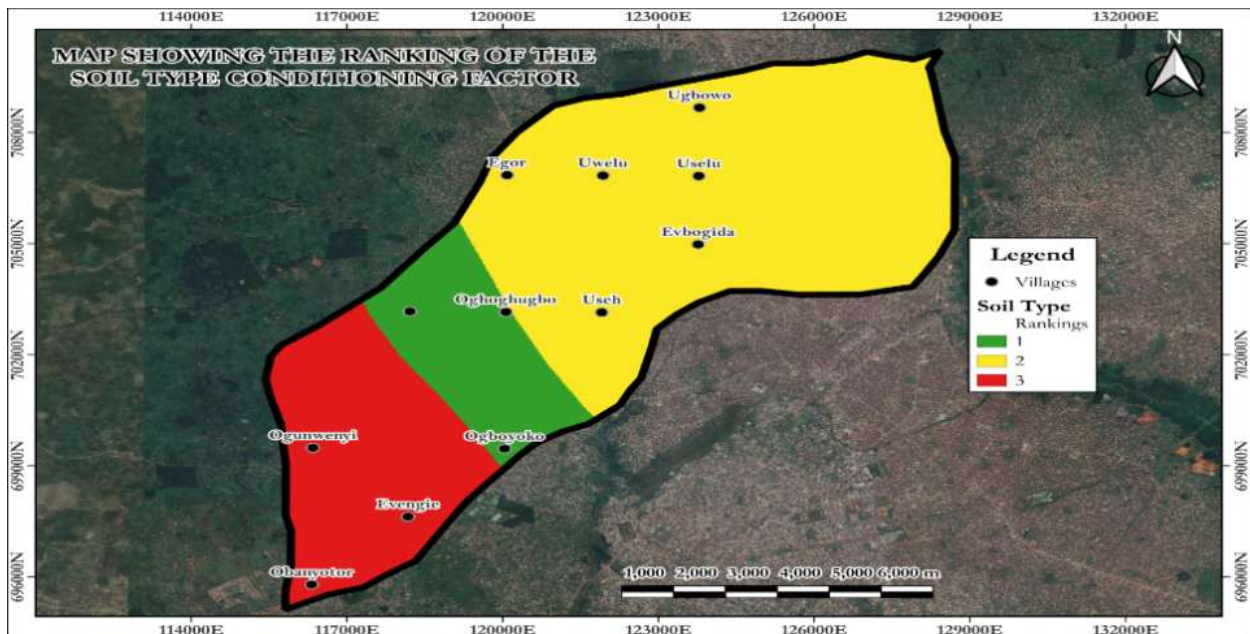 114000E 117000E 120000E 123000E 126000E 129000E 132000E
MAP SHOWING THE RANKING OF THE
SOIL TYPE CONDITIONING FACTOR
N
Ugbowo
708000N 708000N
Egor Uwelu Uselu
Evbogida
705000N 705000N
Legend
Villages
Oghoghugbo Useh
Soil Type
Rankings
1
2
3
702000N 702000N
Ogunwenyi Ogboyoko
699000N 699000N
Evengie
Obanyotor
696000N 696000N
1,000 2,000 3,000 4,000 5,000 6,000 m
114000E 117000E 120000E 123000E 126000E 129000E 132000E